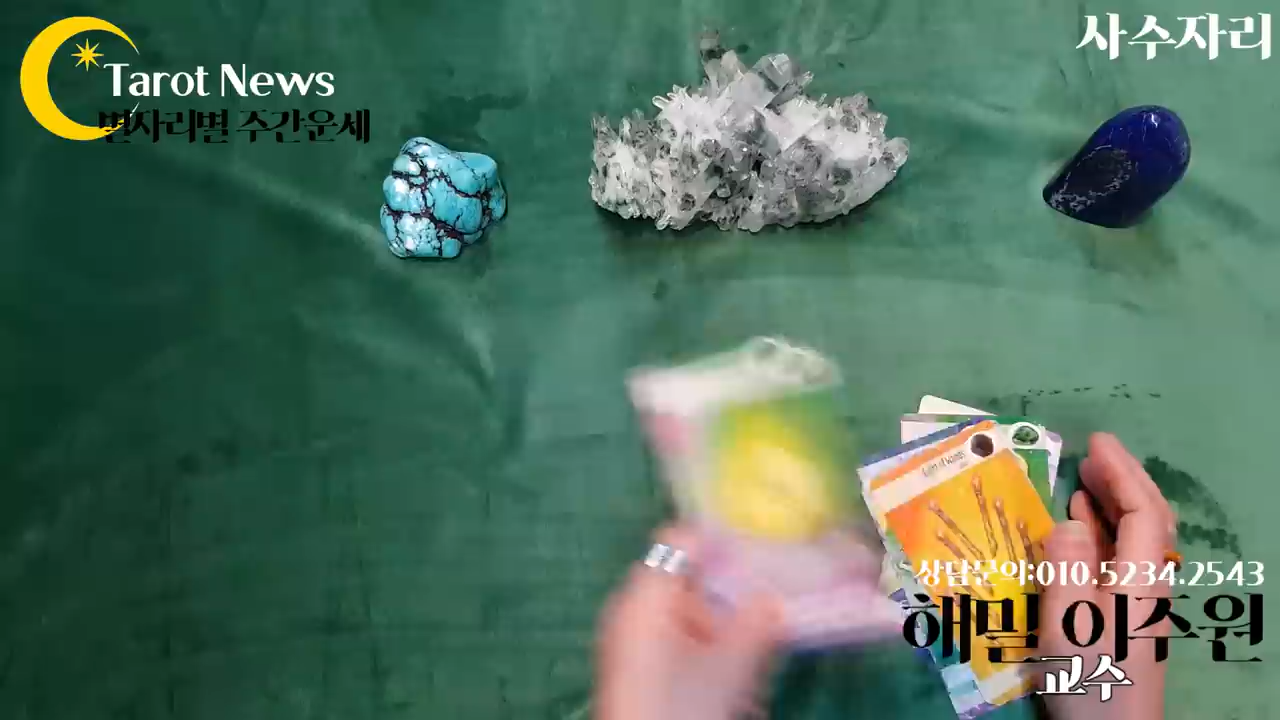 사수자리
Tarot News
별자리별 주간운세
상담문의:010.5234.2543
해밀 이주원
교수